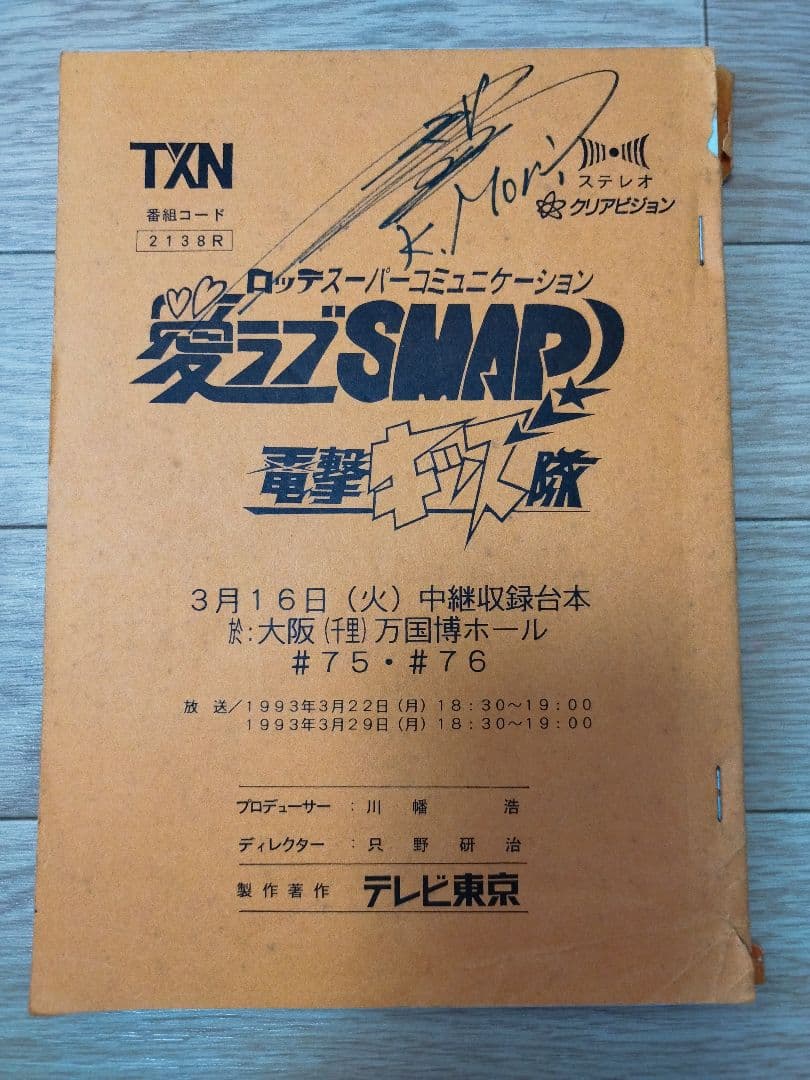 K. Mori
TXN
番組コード
2138R
ステレオ
クリアビジョン
ロッテスーパーコミュニケーション
愛ラブSMAP
電撃キッズ隊
3月16日（火）中継収録台本
於：大阪（千里）万国博ホール
＃75・＃76
放　送／1993年3月22日（月）18：30〜19：00
1993年3月29日（月）18：30〜19：00
プロデューサー　：川　幡　　浩
ディレクター　：只　野　研　治
製作著作　テレビ東京